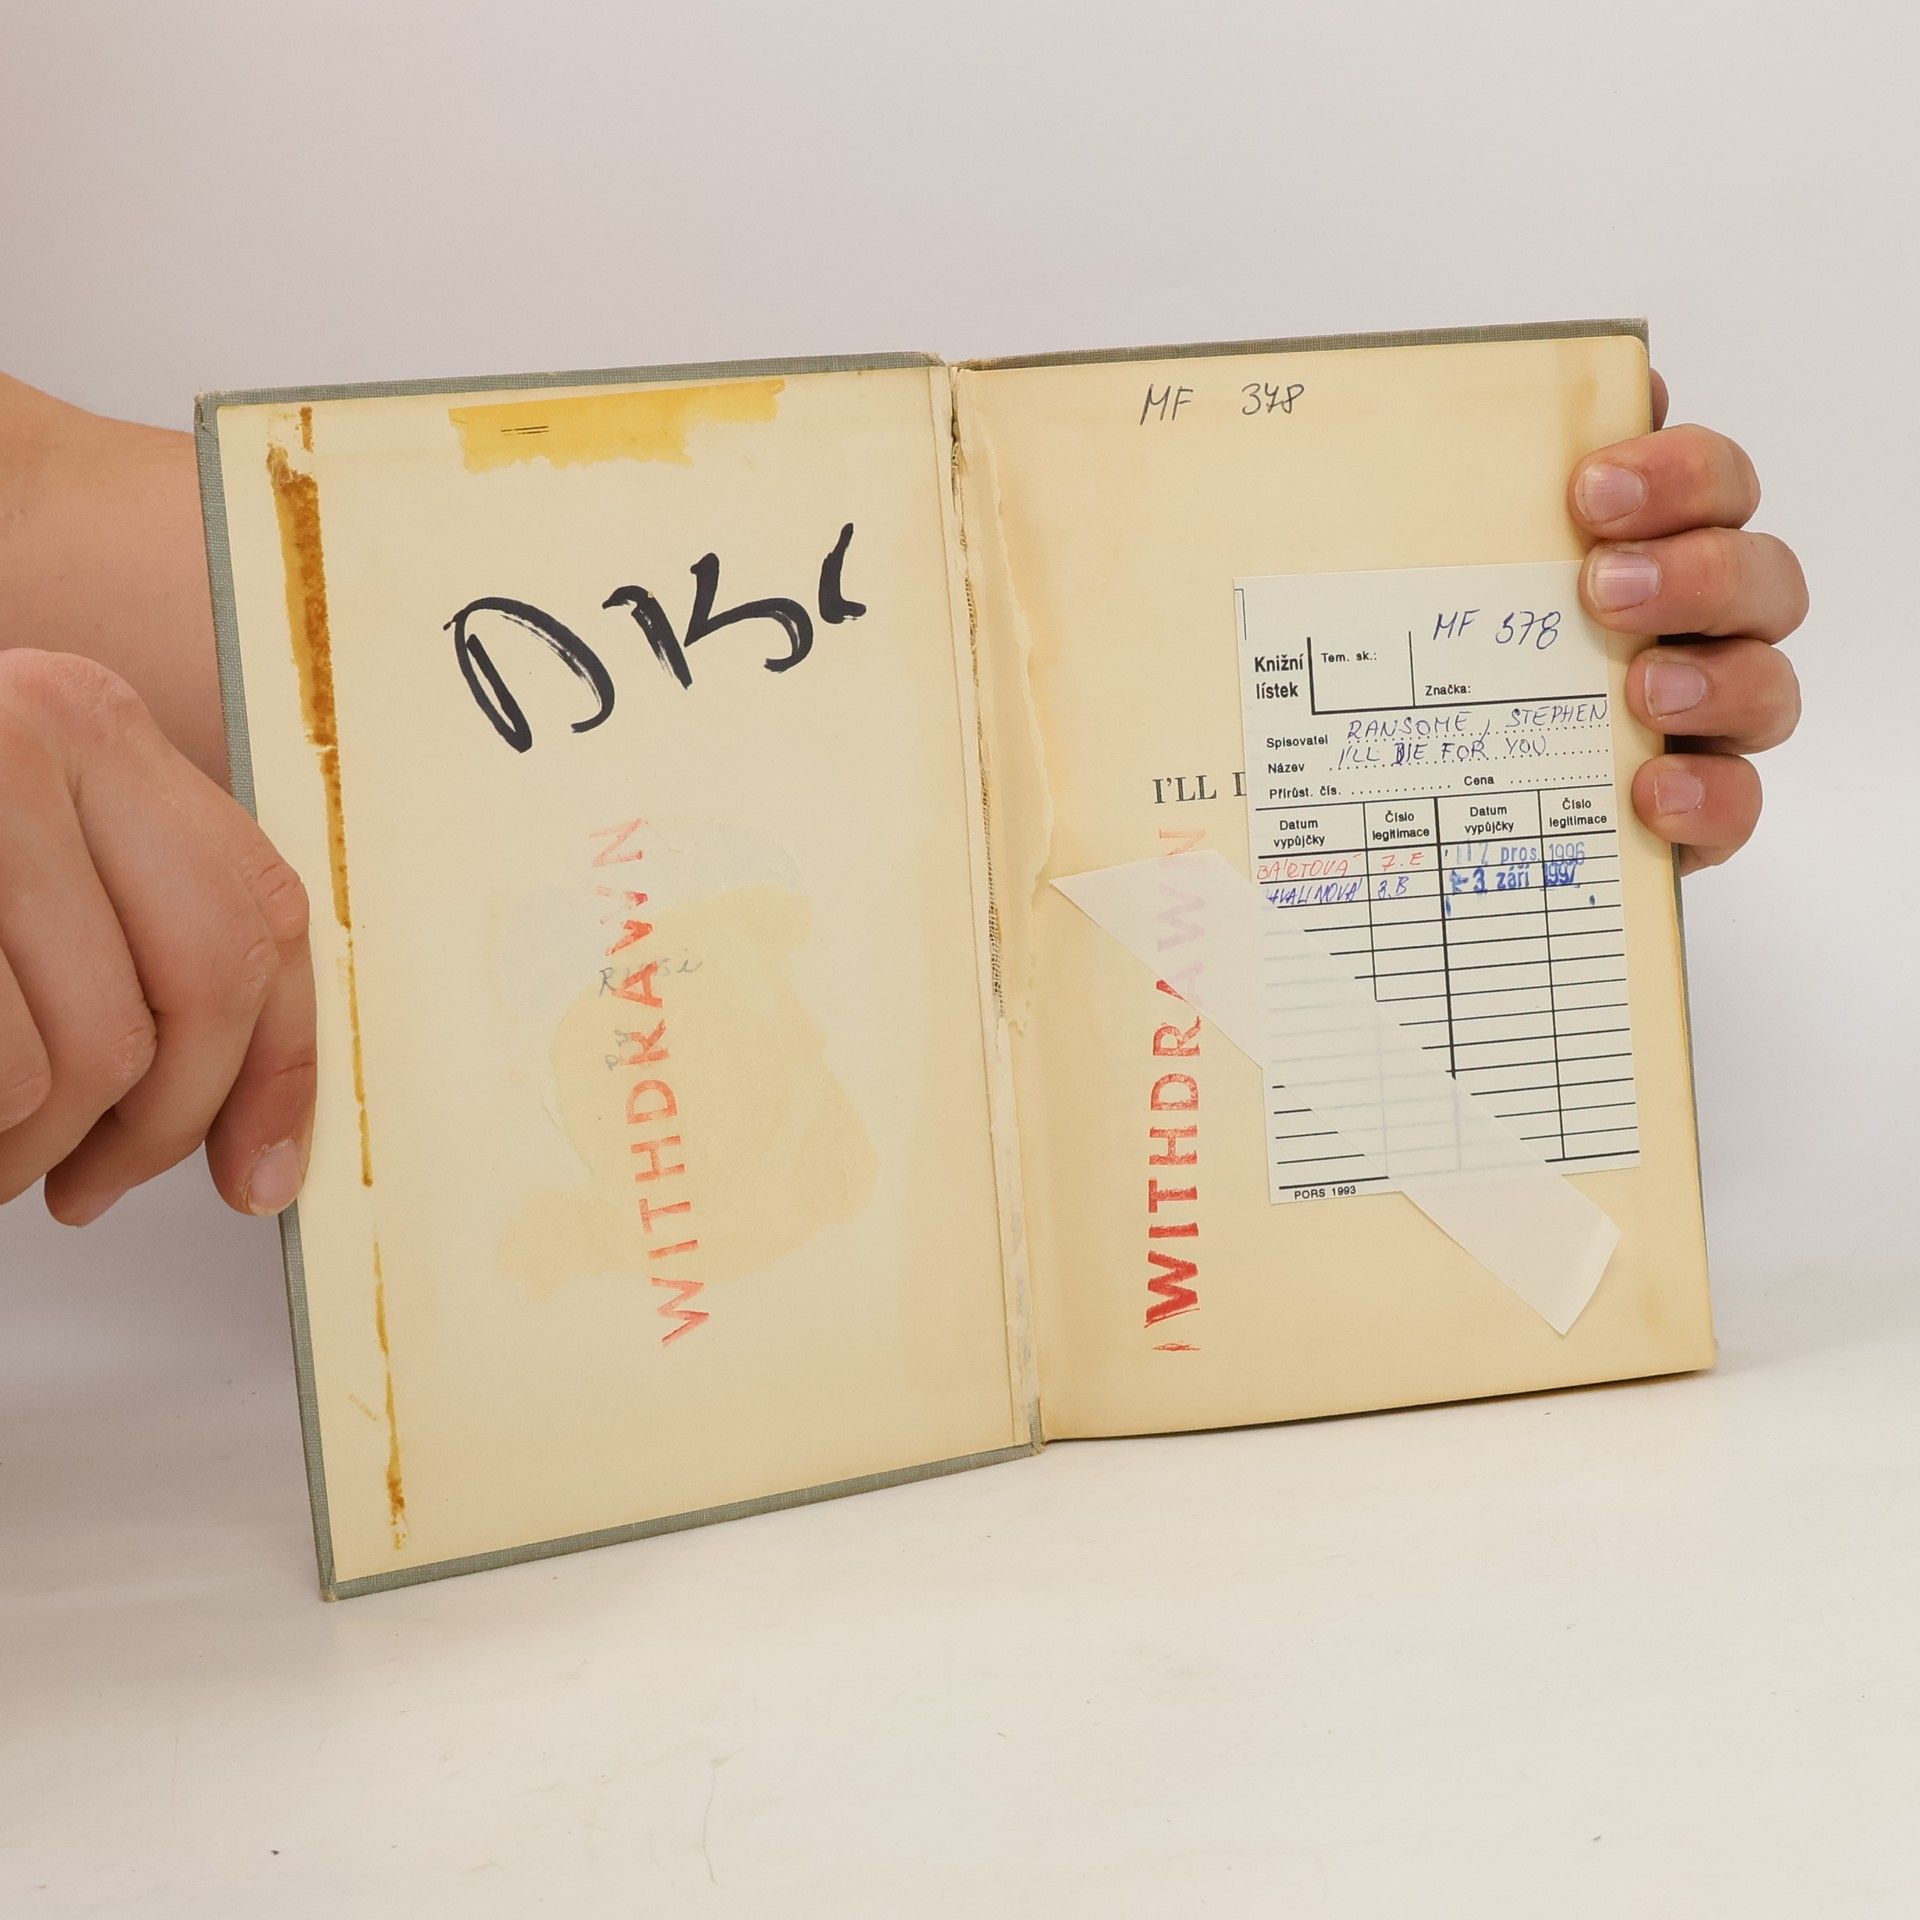 WITHDRAWN
MF 378
I'LL D
WITHDRAWN
MF 378
Knižní lístek
Tem. sk.:
Značka:
Spisovatel RANSOME, STEPHEN
Název I'LL DIE FOR YOU
Přírůst. čís. ............ Cena ............
Datum vypůjčky Číslo legitimace Datum vypůjčky Číslo legitimace
BÁRTOVÁ 7.E 17 pros. 1996
3.B -3. září 1997
PORS 1993